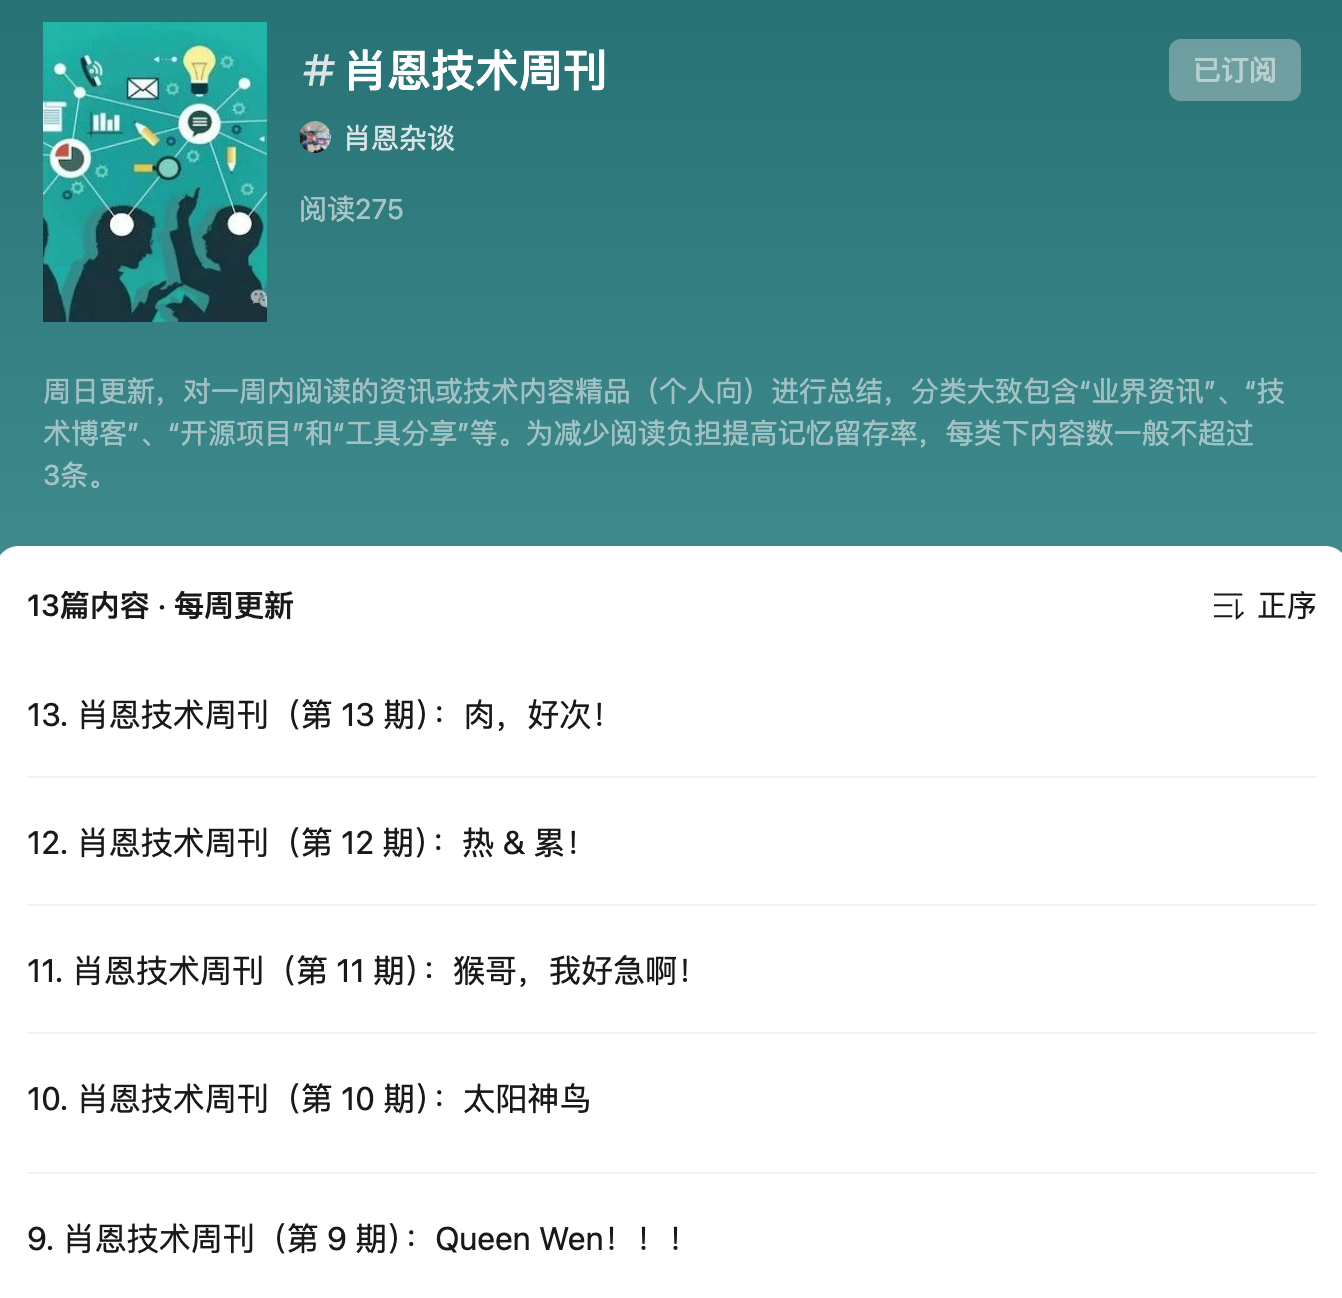 #肖恩技术周刊
已订阅
肖恩杂谈
阅读275
周日更新，对一周内阅读的资讯或技术内容精品（个人向）进行总结，分类大致包含“业界资讯”、“技
术博客”、“开源项目”和“工具分享”等。为减少阅读负担提高记忆留存率，每类下内容数一般不超过
3条。
13篇内容 · 每周更新
正序
13. 肖恩技术周刊（第 13 期）：肉，好次！
12. 肖恩技术周刊（第 12 期）：热 & 累！
11. 肖恩技术周刊（第 11 期）：猴哥，我好急啊！
10. 肖恩技术周刊（第 10 期）：太阳神鸟
9. 肖恩技术周刊（第 9 期）：Queen Wen！！！